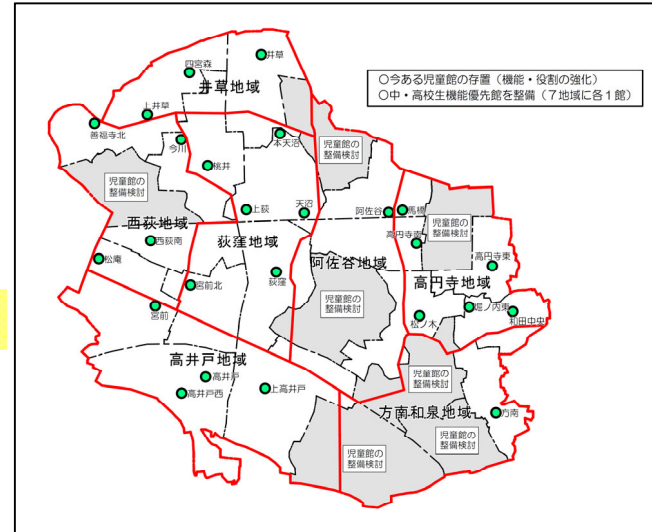 ○今ある児童館の存置（機能・役割の強化）
○中・高校生機能優先館を整備（7地域に各1館）
井草
四宮森
井草地域
上井草
善福寺北
今川
本天沼
桃井
児童館の
整備検討
児童館の
整備検討
児童館の
整備検討
上荻
天沼
阿佐谷
馬橋
西荻地域
西荻南
荻窪地域
阿佐谷地域
高円寺南
高円寺東
松庵
荻窪
高円寺地域
宮前北
児童館の
整備検討
宮前
松ノ木
堀ノ内東
和田中央
高井戸地域
高井戸
高井戸西
上高井戸
児童館の
整備検討
方南和泉地域
方南
児童館の
整備検討
児童館の
整備検討